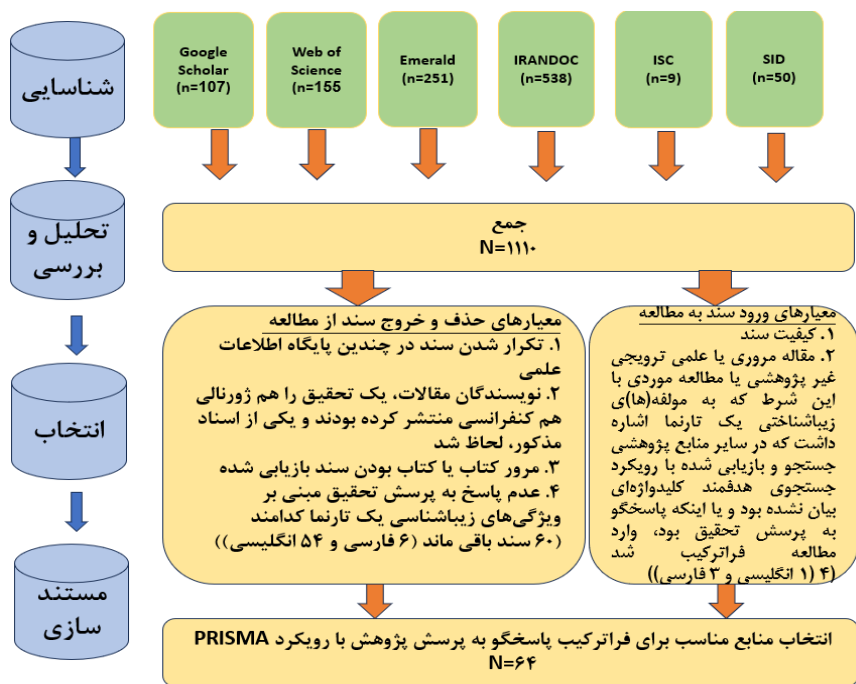 شناسایی
Google
Scholar
(n=107)
Web of
Science
(n=155
Emerald
(n=251)
IRANDOC
(n=538)
ISC
(n=9)
SID
(n=50)
تحلیل و
بررسی
جمع
N=۱۱۱۰
انتخاب
معیارهای حذف و خروج سند از مطالعه
۱. تکرار شدن سند در چندین پایگاه اطلاعات
علمی
۲. نویسندگان مقالات، یک تحقیق را هم ژورنالی
هم کنفرانسی منتشر کرده بودند و یکی از اسناد
مذکور، لحاظ شد
۳. مرور کتاب یا کتاب بودن سند بازیابی شده
۴. عدم پاسخ به پرسش تحقیق مبنی بر
ویژگی‌های زیباشناسی یک تارنما کدامند
(۶۰ سند باقی ماند (۶ فارسی و ۵۴ انگلیسی))
معیارهای ورود سند به مطالعه
۱. کیفیت سند
۲. مقاله مروری یا علمی ترویجی
غیر پژوهشی یا مطالعه موردی با
این شرط که به مولفه(ها)ی
زیباشناختی یک تارنما اشاره
داشت که در سایر منابع پژوهشی
جستجو و بازیابی شده با رویکرد
جستجوی هدفمند کلیدواژه‌ای
بیان نشده بود و یا اینکه پاسخگو
به پرسش تحقیق بود، وارد
مطالعه فراترکیب شد
(۴ (۱ انگلیسی و ۳ فارسی))
مستند
سازی
انتخاب منابع مناسب برای فراترکیب پاسخگو به پرسش پژوهش با رویکرد PRISMA
N=۶۴